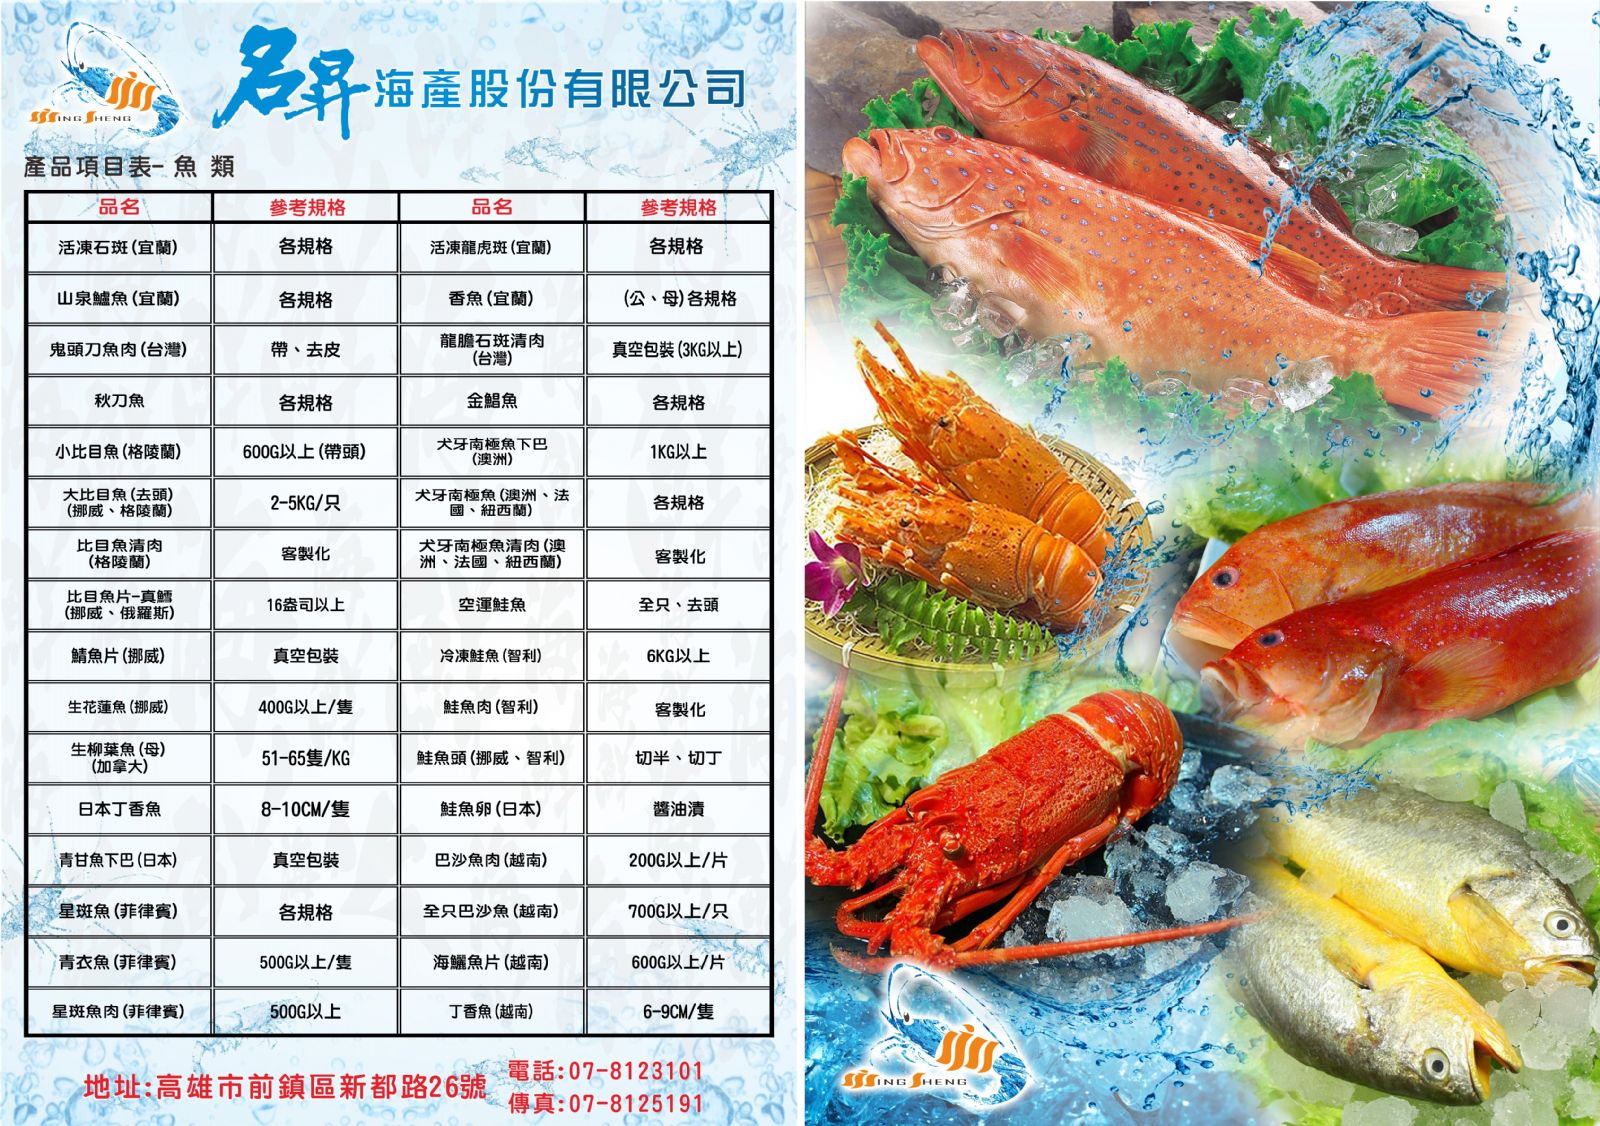 MING SHENG
名昇海產股份有限公司
產品項目表-魚 類
品名 參考規格 品名 參考規格
活凍石斑(宜蘭) 各規格 活凍龍虎斑(宜蘭) 各規格
山泉鱸魚(宜蘭) 各規格 香魚(宜蘭) (公、母)各規格
鬼頭刀魚肉(台灣) 帶、去皮 龍膽石斑清肉
(台灣) 真空包裝(3KG以上)
秋刀魚 各規格 金鯧魚 各規格
小比目魚(格陵蘭) 600G以上(帶頭) 犬牙南極魚下巴
(澳洲) 1KG以上
大比目魚(去頭)
(挪威、格陵蘭) 2-5KG/只 犬牙南極魚(澳洲、法
國、紐西蘭) 各規格
比目魚清肉
(格陵蘭) 客製化 犬牙南極魚清肉(澳
洲、法國、紐西蘭) 客製化
比目魚片-真鱈
(挪威、俄羅斯) 16盎司以上 空運鮭魚 全只、去頭
鯖魚片(挪威) 真空包裝 冷凍鮭魚(智利) 6KG以上
生花蓮魚(挪威) 400G以上/隻 鮭魚肉(智利) 客製化
生柳葉魚(母)
(加拿大) 51-65隻/KG 鮭魚頭(挪威、智利) 切半、切丁
日本丁香魚 8-10CM/隻 鮭魚卵(日本) 醬油漬
青甘魚下巴(日本) 真空包裝 巴沙魚肉(越南) 200G以上/片
星斑魚(菲律賓) 各規格 全只巴沙魚(越南) 700G以上/只
青衣魚(菲律賓) 500G以上/隻 海鱺魚片(越南) 600G以上/片
星斑魚肉(菲律賓) 500G以上 丁香魚(越南) 6-9CM/隻
地址:高雄市前鎮區新都路26號
電話:07-8123101
傳真:07-8125191
MING SHENG